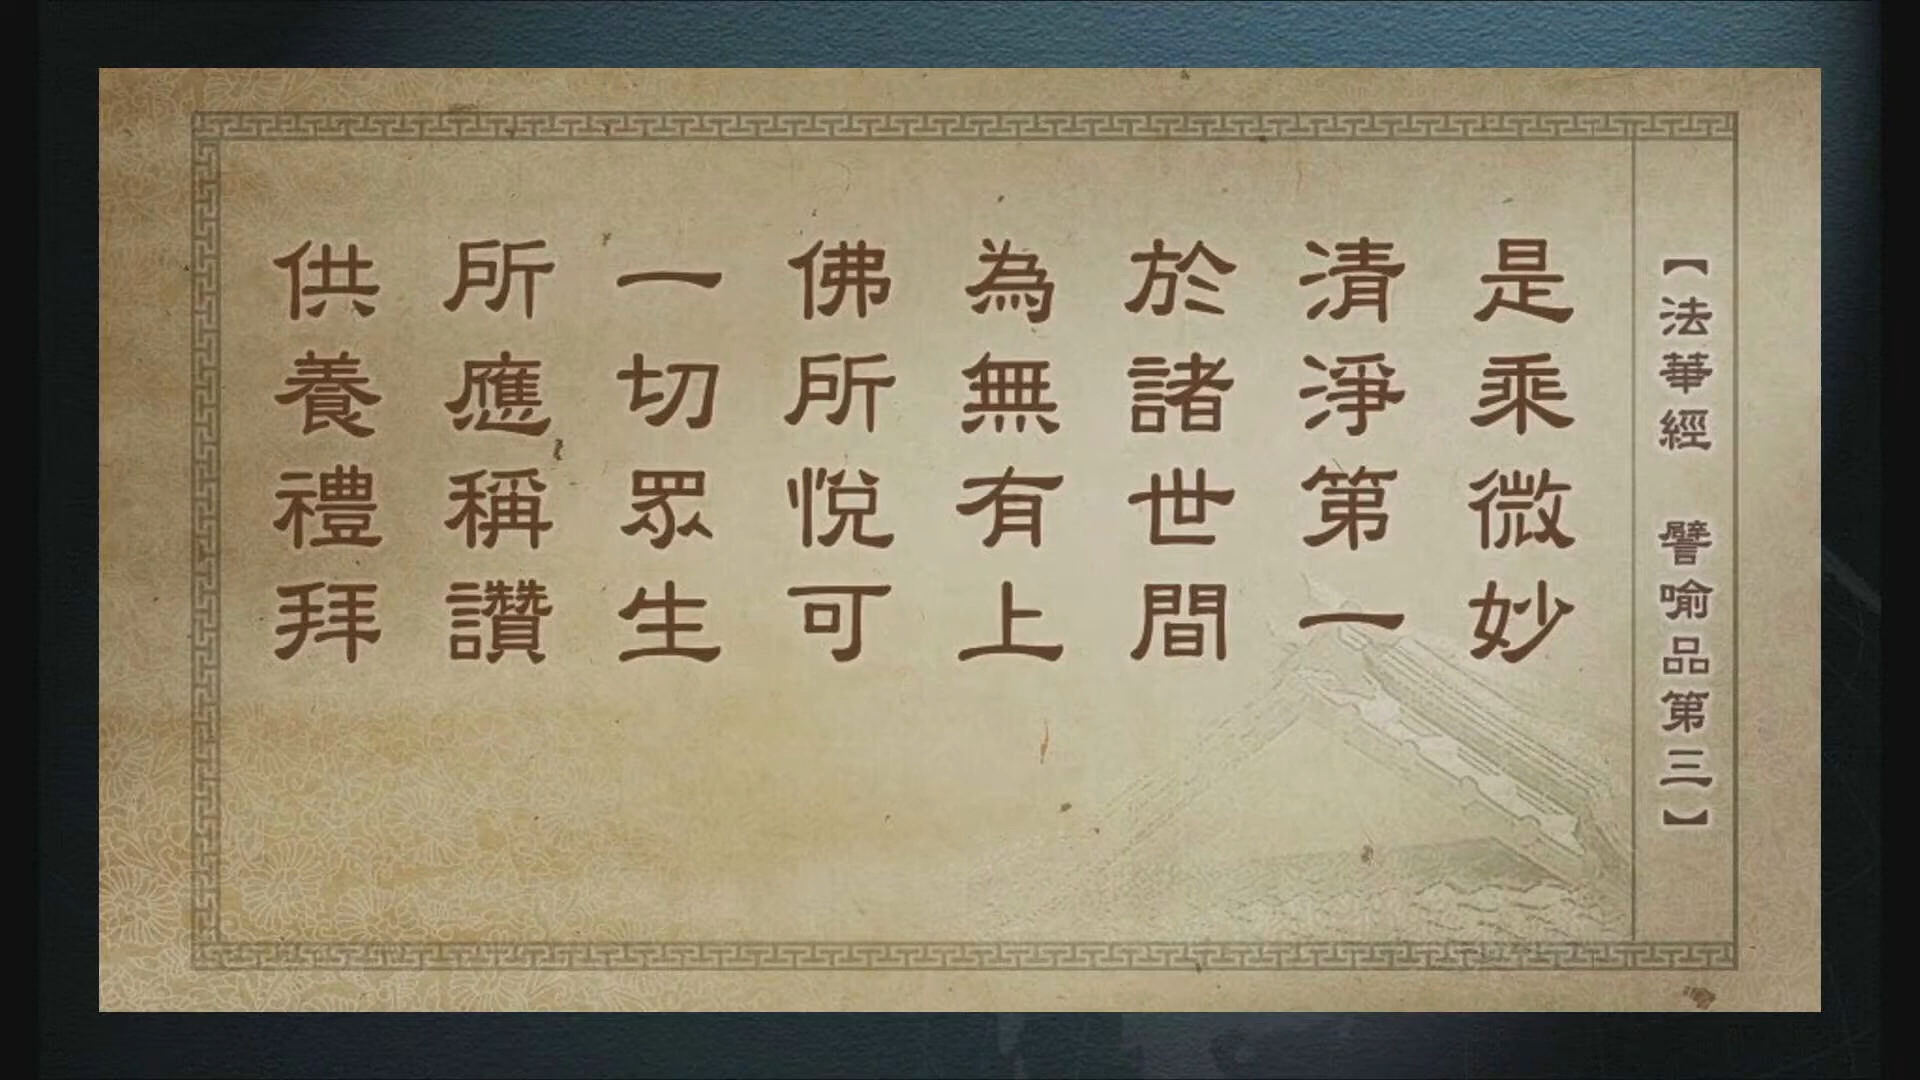 【法華經 譬喻品第三】
是乘微妙
清淨第一
於諸世間
為無有上
佛所悅可
一切眾生
所應稱讚
供養禮拜